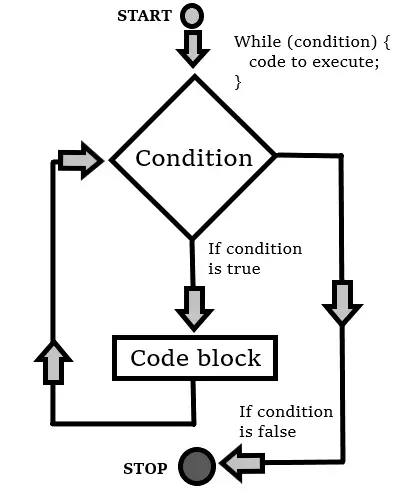 START
While (condition) {
code to execute;
}
Condition
If condition
is true
Code block
If condition
is false
STOP